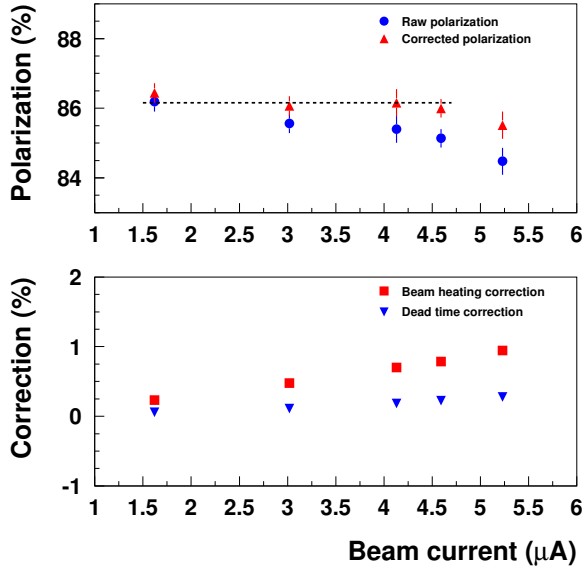 Polarization (%)
88
86
84
Raw polarization
Corrected polarization
1 1.5 2 2.5 3 3.5 4 4.5 5 5.5 6
Correction (%)
2
1
0
-1
Beam heating correction
Dead time correction
1 1.5 2 2.5 3 3.5 4 4.5 5 5.5 6
Beam current (μA)